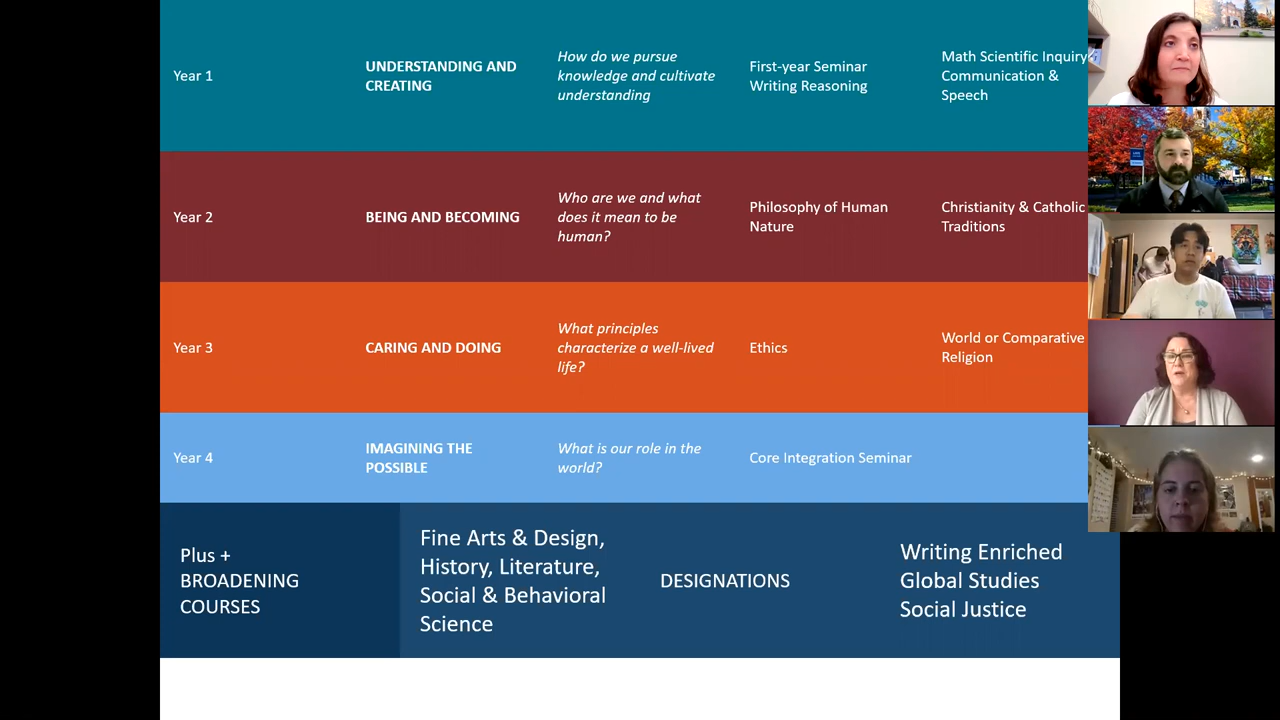 Year 1
UNDERSTANDING AND
CREATING
How do we pursue
knowledge and cultivate
understanding
First-year Seminar
Writing Reasoning
Math Scientific Inquiry
Communication &
Speech
Year 2
BEING AND BECOMING
Who are we and what
does it mean to be
human?
Philosophy of Human
Nature
Christianity & Catholic
Traditions
Year 3
CARING AND DOING
What principles
characterize a well-lived
life?
Ethics
World or Comparative
Religion
Year 4
IMAGINING THE
POSSIBLE
What is our role in the
world?
Core Integration Seminar
Plus +
BROADENING
COURSES
Fine Arts & Design,
History, Literature,
Social & Behavioral
Science
DESIGNATIONS
Writing Enriched
Global Studies
Social Justice